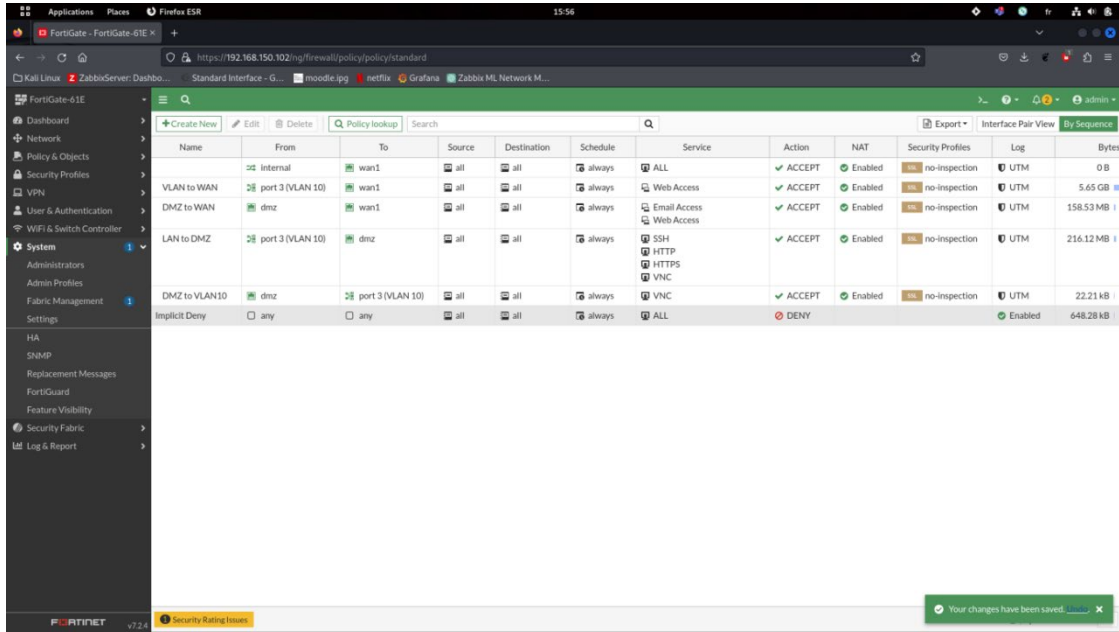 Applications Places Firefox ESR 15:56 fr
FortiGate - FortiGate-61E × +
https://192.168.150.102/ng/firewall/policy/policy/standard
Kali Linux ZabbixServer: Dashbo... Standard Interface - G... moodle.jpg netflix Grafana Zabbix ML Network M...
FortiGate-61E 2 admin
Dashboard
Network
Policy & Objects
Security Profiles
VPN
User & Authentication
WiFi & Switch Controller
System 1
Administrators
Admin Profiles
Fabric Management 1
Settings
HA
SNMP
Replacement Messages
FortiGuard
Feature Visibility
Security Fabric
Log & Report
FORTINET v7.2.4
+Create New Edit Delete Policy lookup Search Export Interface Pair View By Sequence
Name From To Source Destination Schedule Service Action NAT Security Profiles Log Bytes
internal wan1 all all always ALL ACCEPT Enabled SSL no-inspection UTM 0 B
VLAN to WAN port 3 (VLAN 10) wan1 all all always Web Access ACCEPT Enabled SSL no-inspection UTM 5.65 GB
DMZ to WAN dmz wan1 all all always Email Access ACCEPT Enabled SSL no-inspection UTM 158.53 MB
Web Access
LAN to DMZ port 3 (VLAN 10) dmz all all always SSH ACCEPT Enabled SSL no-inspection UTM 216.12 MB
HTTP
HTTPS
VNC
DMZ to VLAN10 dmz port 3 (VLAN 10) all all always VNC ACCEPT Enabled SSL no-inspection UTM 22.21 kB
Implicit Deny any any all all always ALL DENY Enabled 648.28 kB
Security Rating Issues
Your changes have been saved. Undo ×